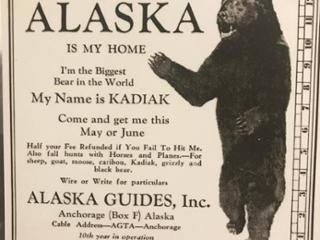 ALASKA
IS MY HOME
I'm the Biggest
Bear in the World
My Name is KADIAK
Come and get me this
May or June
Half your Fee Refunded if You Fail To Hit Me.
Also fall hunts with Horses and Planes.—For
sheep, goat, moose, caribou, Kadiak, grizzly and
black bear.
Wire or Write for particulars
ALASKA GUIDES, Inc.
Anchorage (Box F) Alaska
Cable Address—AGTA—Anchorage
10th year in operation